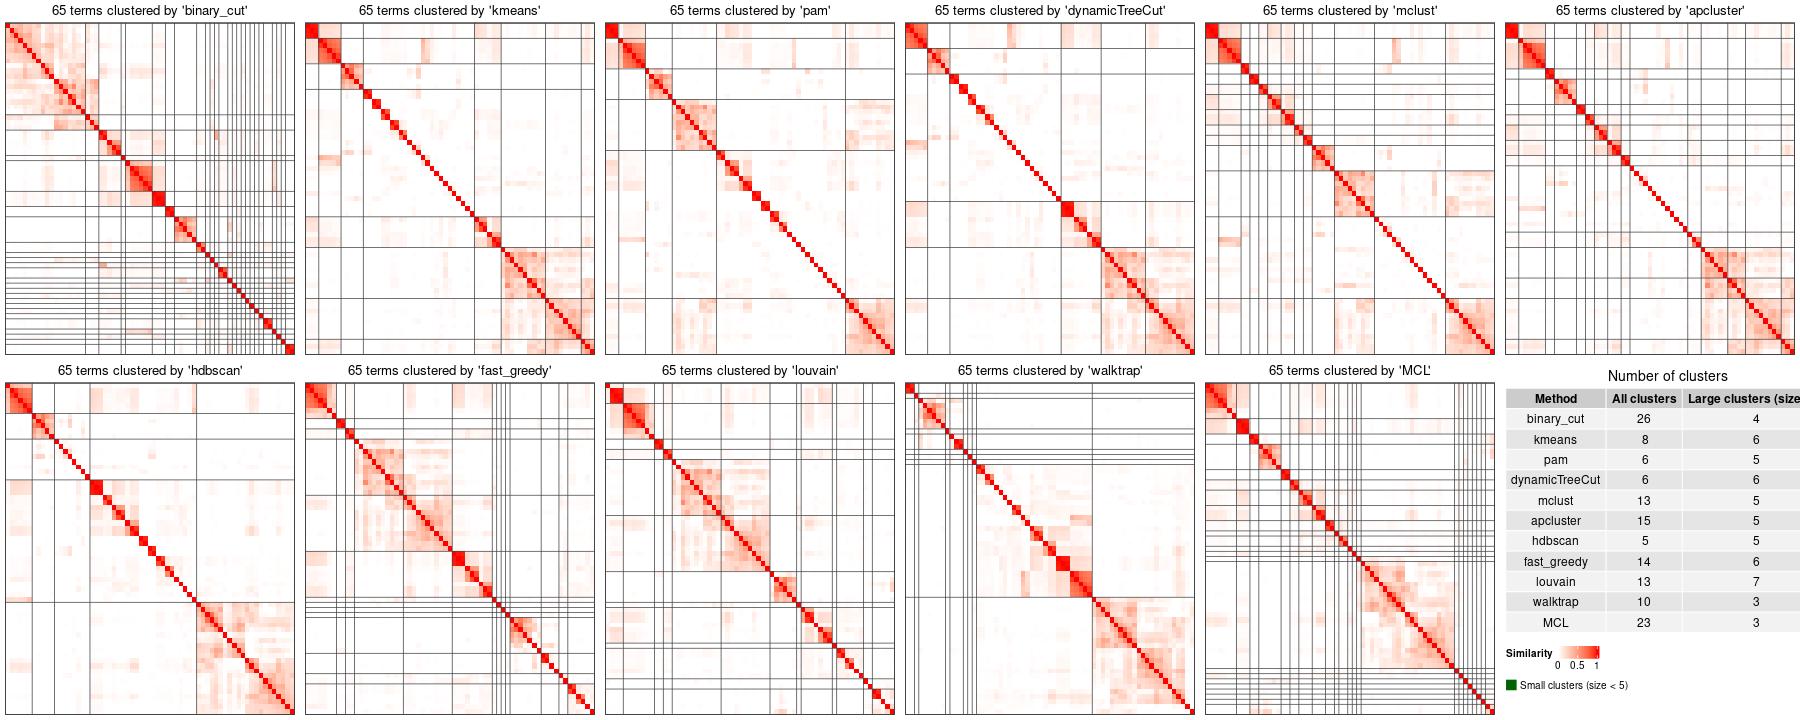 65 terms clustered by 'binary_cut'
65 terms clustered by 'kmeans'
65 terms clustered by 'pam'
65 terms clustered by 'dynamicTreeCut'
65 terms clustered by 'mclust'
65 terms clustered by 'apcluster'
65 terms clustered by 'hdbscan'
65 terms clustered by 'fast_greedy'
65 terms clustered by 'louvain'
65 terms clustered by 'walktrap'
65 terms clustered by 'MCL'
Number of clusters
Method All clusters Large clusters (size
binary_cut 26 4
kmeans 8 6
pam 6 5
dynamicTreeCut 6 6
mclust 13 5
apcluster 15 5
hdbscan 5 5
fast_greedy 14 6
louvain 13 7
walktrap 10 3
MCL 23 3
Similarity
0 0.5 1
Small clusters (size < 5)